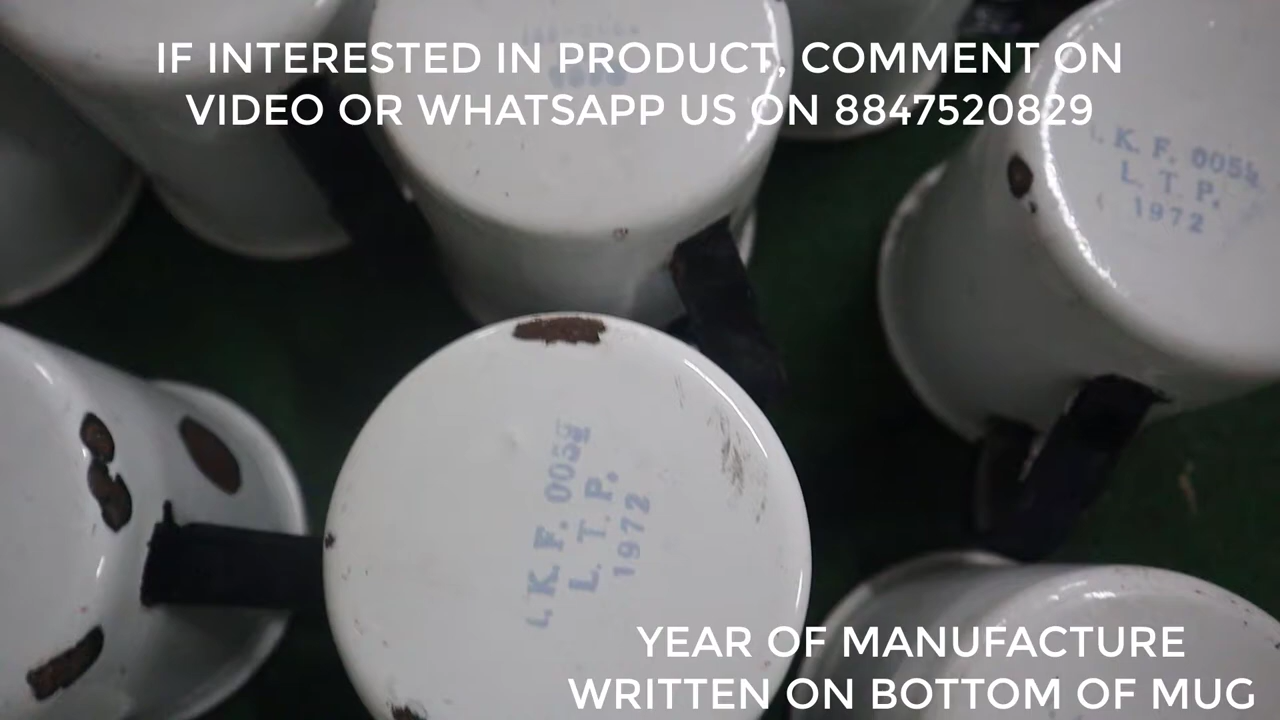 IF INTERESTED IN PRODUCT, COMMENT ON
VIDEO OR WHATSAPP US ON 8847520829
K. F. 005
L. T. P.
1972
K. F. 005
L. T. P.
1972
YEAR OF MANUFACTURE
WRITTEN ON BOTTOM OF MUG